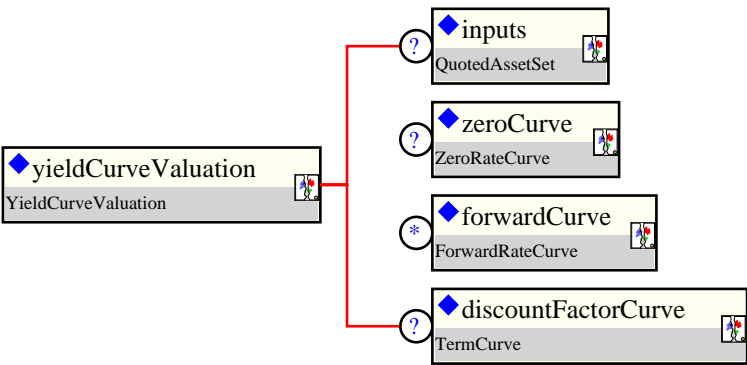 ?
inputs
QuotedAssetSet
?
zeroCurve
ZeroRateCurve
yieldCurveValuation
YieldCurveValuation
*
forwardCurve
ForwardRateCurve
?
discountFactorCurve
TermCurve